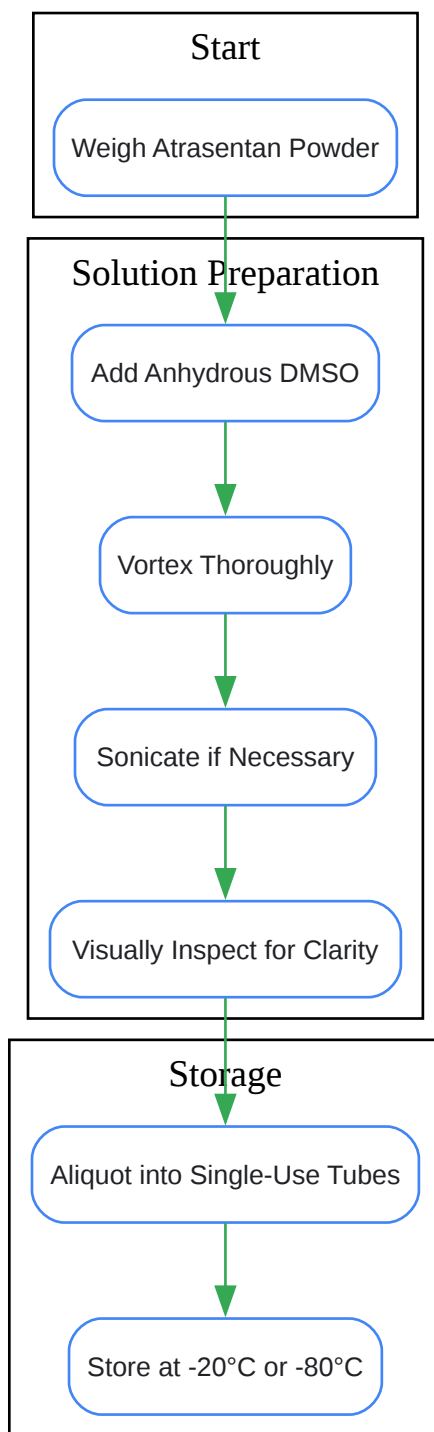 Start
Weigh Atrasentan Powder
Solution Preparation
Add Anhydrous DMSO
Vortex Thoroughly
Sonicate if Necessary
Visually Inspect for Clarity
Storage
Aliquot into Single-Use Tubes
Store at -20°C or -80°C